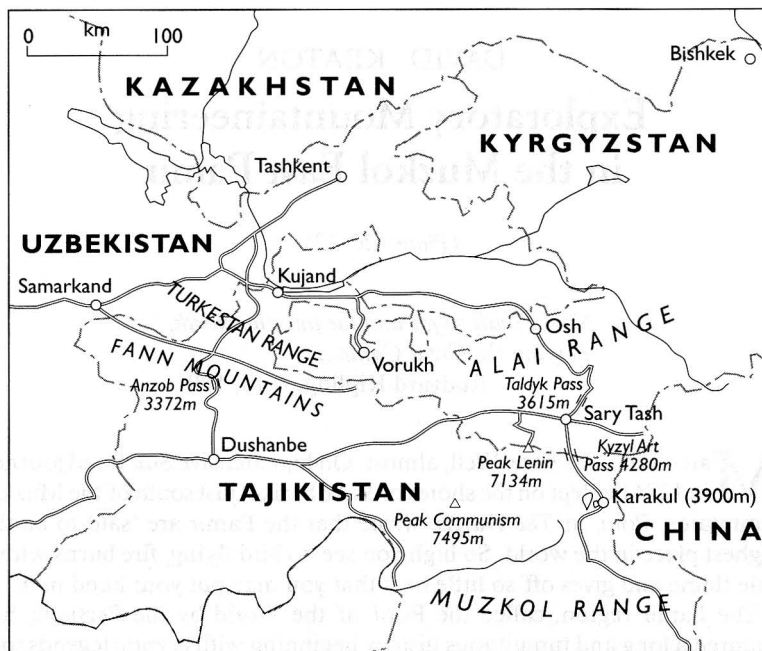 0 km 100
Bishkek
KAZAKHSTAN
KYRGYZSTAN
Tashkent
UZBEKISTAN
Samarkand
Kujand
TURKESTAN RANGE
Osh
ALAI RANGE
FANN MOUNTAINS
Vorukh
Anzob Pass
3372m
Taldyk Pass
3615m
Sary Tash
Dushanbe
Kyzyl Art
Pass 4280m
Peak Lenin
7134m
TAJIKISTAN
Karakul (3900m)
Peak Communism
7495m
CHINA
MUZKOL RANGE